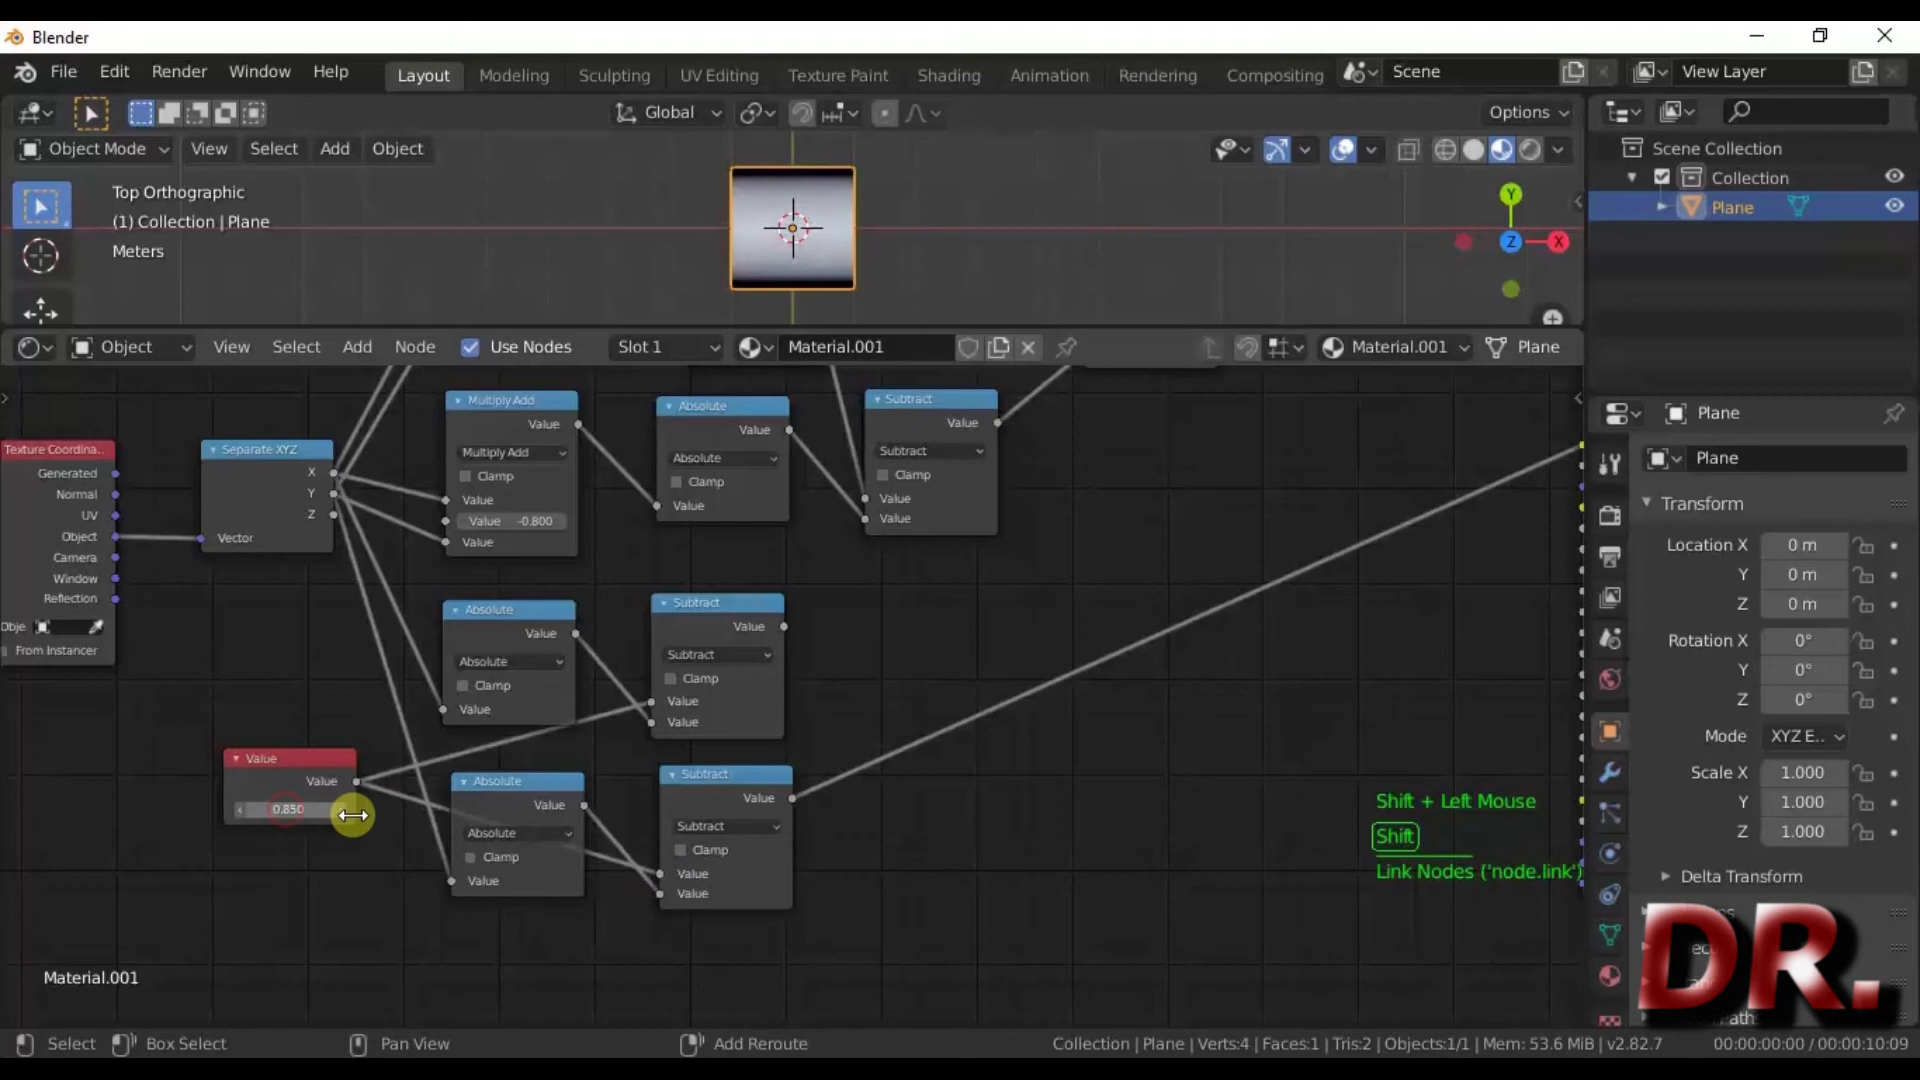 Blender
File Edit Render Window Help
Layout Modeling Sculpting UV Editing Texture Paint Shading Animation Rendering Compositing
Scene
View Layer
Global
Options
Object Mode View Select Add Object
Top Orthographic
(1) Collection | Plane
Meters
Y
Z
X
Scene Collection
Collection
Plane
Object View Select Add Node Use Nodes Slot 1 Material.001
Material.001 Plane
Texture Coordina..
Generated
Normal
UV
Object
Camera
Window
Reflection
Obje
From Instancer
Separate XYZ
X
Y
Z
Vector
Multiply Add
Value
Multiply Add
Clamp
Value
Value -0.800
Value
Absolute
Value
Absolute
Clamp
Value
Subtract
Value
Subtract
Clamp
Value
Value
Absolute
Value
Absolute
Clamp
Value
Subtract
Value
Subtract
Clamp
Value
Value
Value
Value
0.850
Absolute
Value
Absolute
Clamp
Value
Subtract
Value
Subtract
Clamp
Value
Value
Shift + Left Mouse
Shift
Link Nodes ('node.link')
Material.001
Plane
Plane
Transform
Location X 0 m
Y 0 m
Z 0 m
Rotation X 0°
Y 0°
Z 0°
Mode XYZ E..
Scale X 1.000
Y 1.000
Z 1.000
Delta Transform
DR.
Select Box Select Pan View Add Reroute
Collection | Plane | Verts:4 | Faces:1 | Tris:2 | Objects:1/1 | Mem: 53.6 MiB | v2.82.7 00:00:00:00 / 00:00:10:09